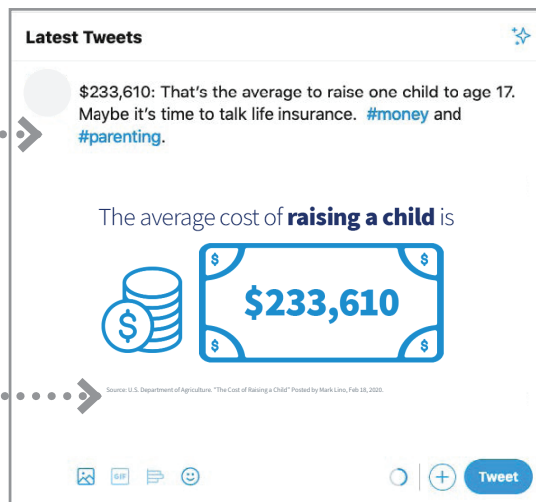 Latest Tweets
$233,610: That's the average to raise one child to age 17.
Maybe it's time to talk life insurance. #money and
#parenting.
The average cost of raising a child is
$ $
$233,610
$
$ $
Source: U.S. Department of Agriculture. "The Cost of Raising a Child" Posted by Mark Lino, Feb 18, 2020.
GIF
Tweet